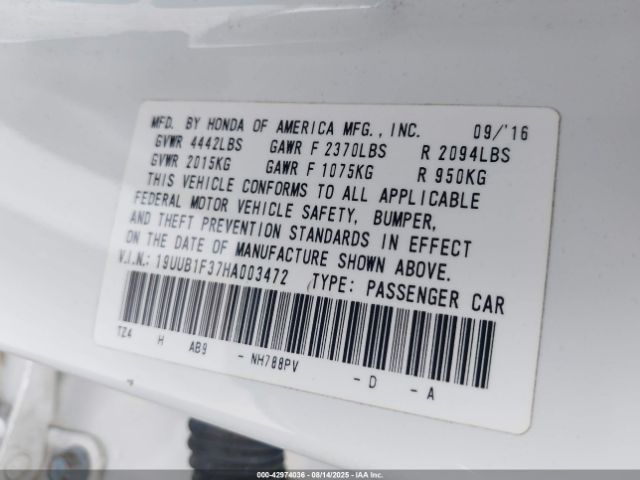 MFD. BY HONDA OF AMERICA MFG., INC. 09/'16
GVWR 4442LBS GAWR F 2370LBS R 2094LBS
GVWR 2015KG GAWR F 1075KG R 950KG
THIS VEHICLE CONFORMS TO ALL APPLICABLE
FEDERAL MOTOR VEHICLE SAFETY, BUMPER,
AND THEFT PREVENTION STANDARDS IN EFFECT
ON THE DATE OF MANUFACTURE SHOWN ABOVE.
V.I.N.: 19UUB1F37HA003472 TYPE: PASSENGER CAR
TZ4 H AB9 - NH788PV - D - A
000-42974036 - 08/14/2025 - IAA Inc.